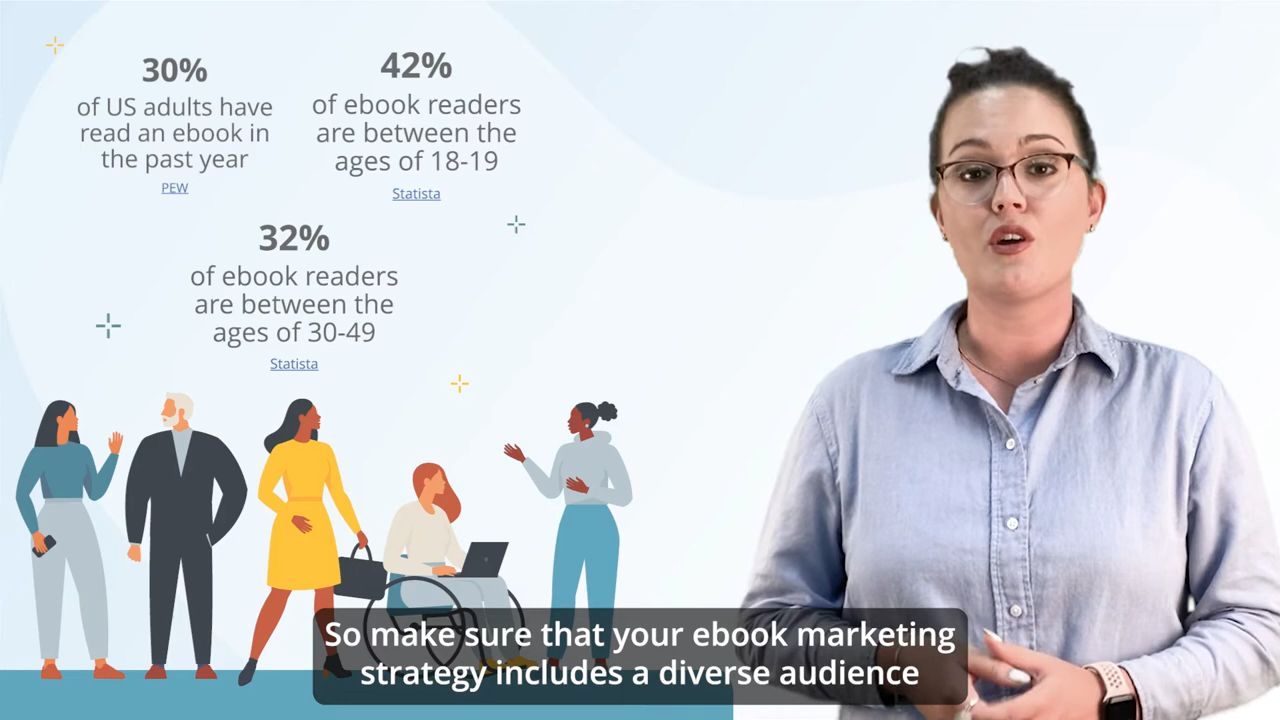 30%
of US adults have
read an ebook in
the past year
PEW
42%
of ebook readers
are between the
ages of 18-19
Statista
32%
of ebook readers
are between the
ages of 30-49
Statista
So make sure that your ebook marketing
strategy includes a diverse audience